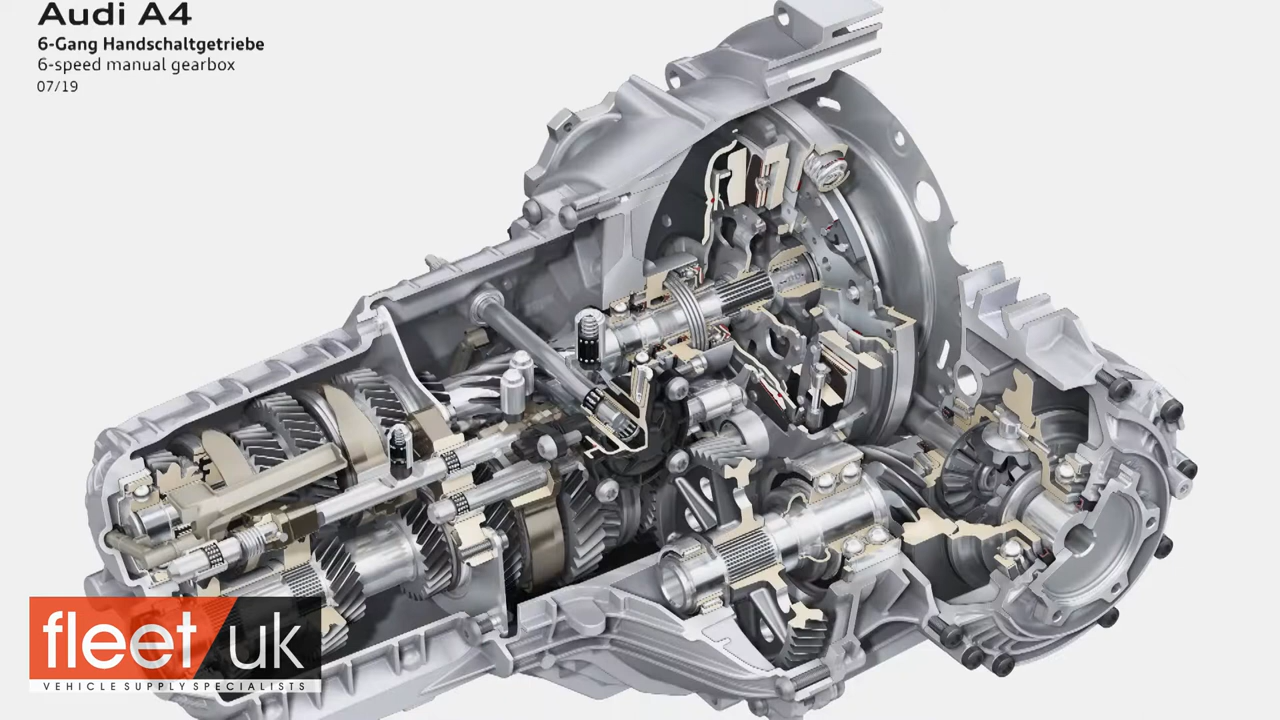 Audi A4
6-Gang Handschaltgetriebe
6-speed manual gearbox
07/19
fleet uk
VEHICLE SUPPLY SPECIALISTS